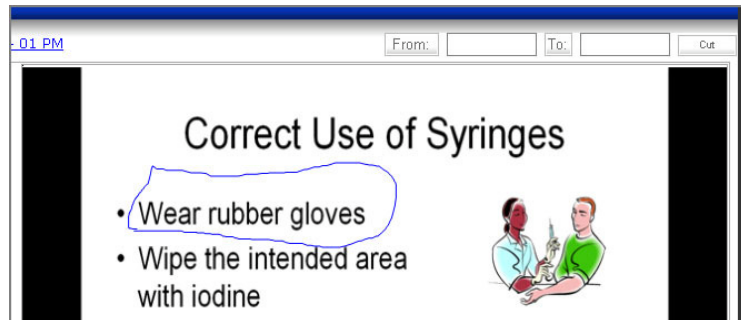 - 01 PM From: To: Cut
Correct Use of Syringes
• Wear rubber gloves
• Wipe the intended area
with iodine